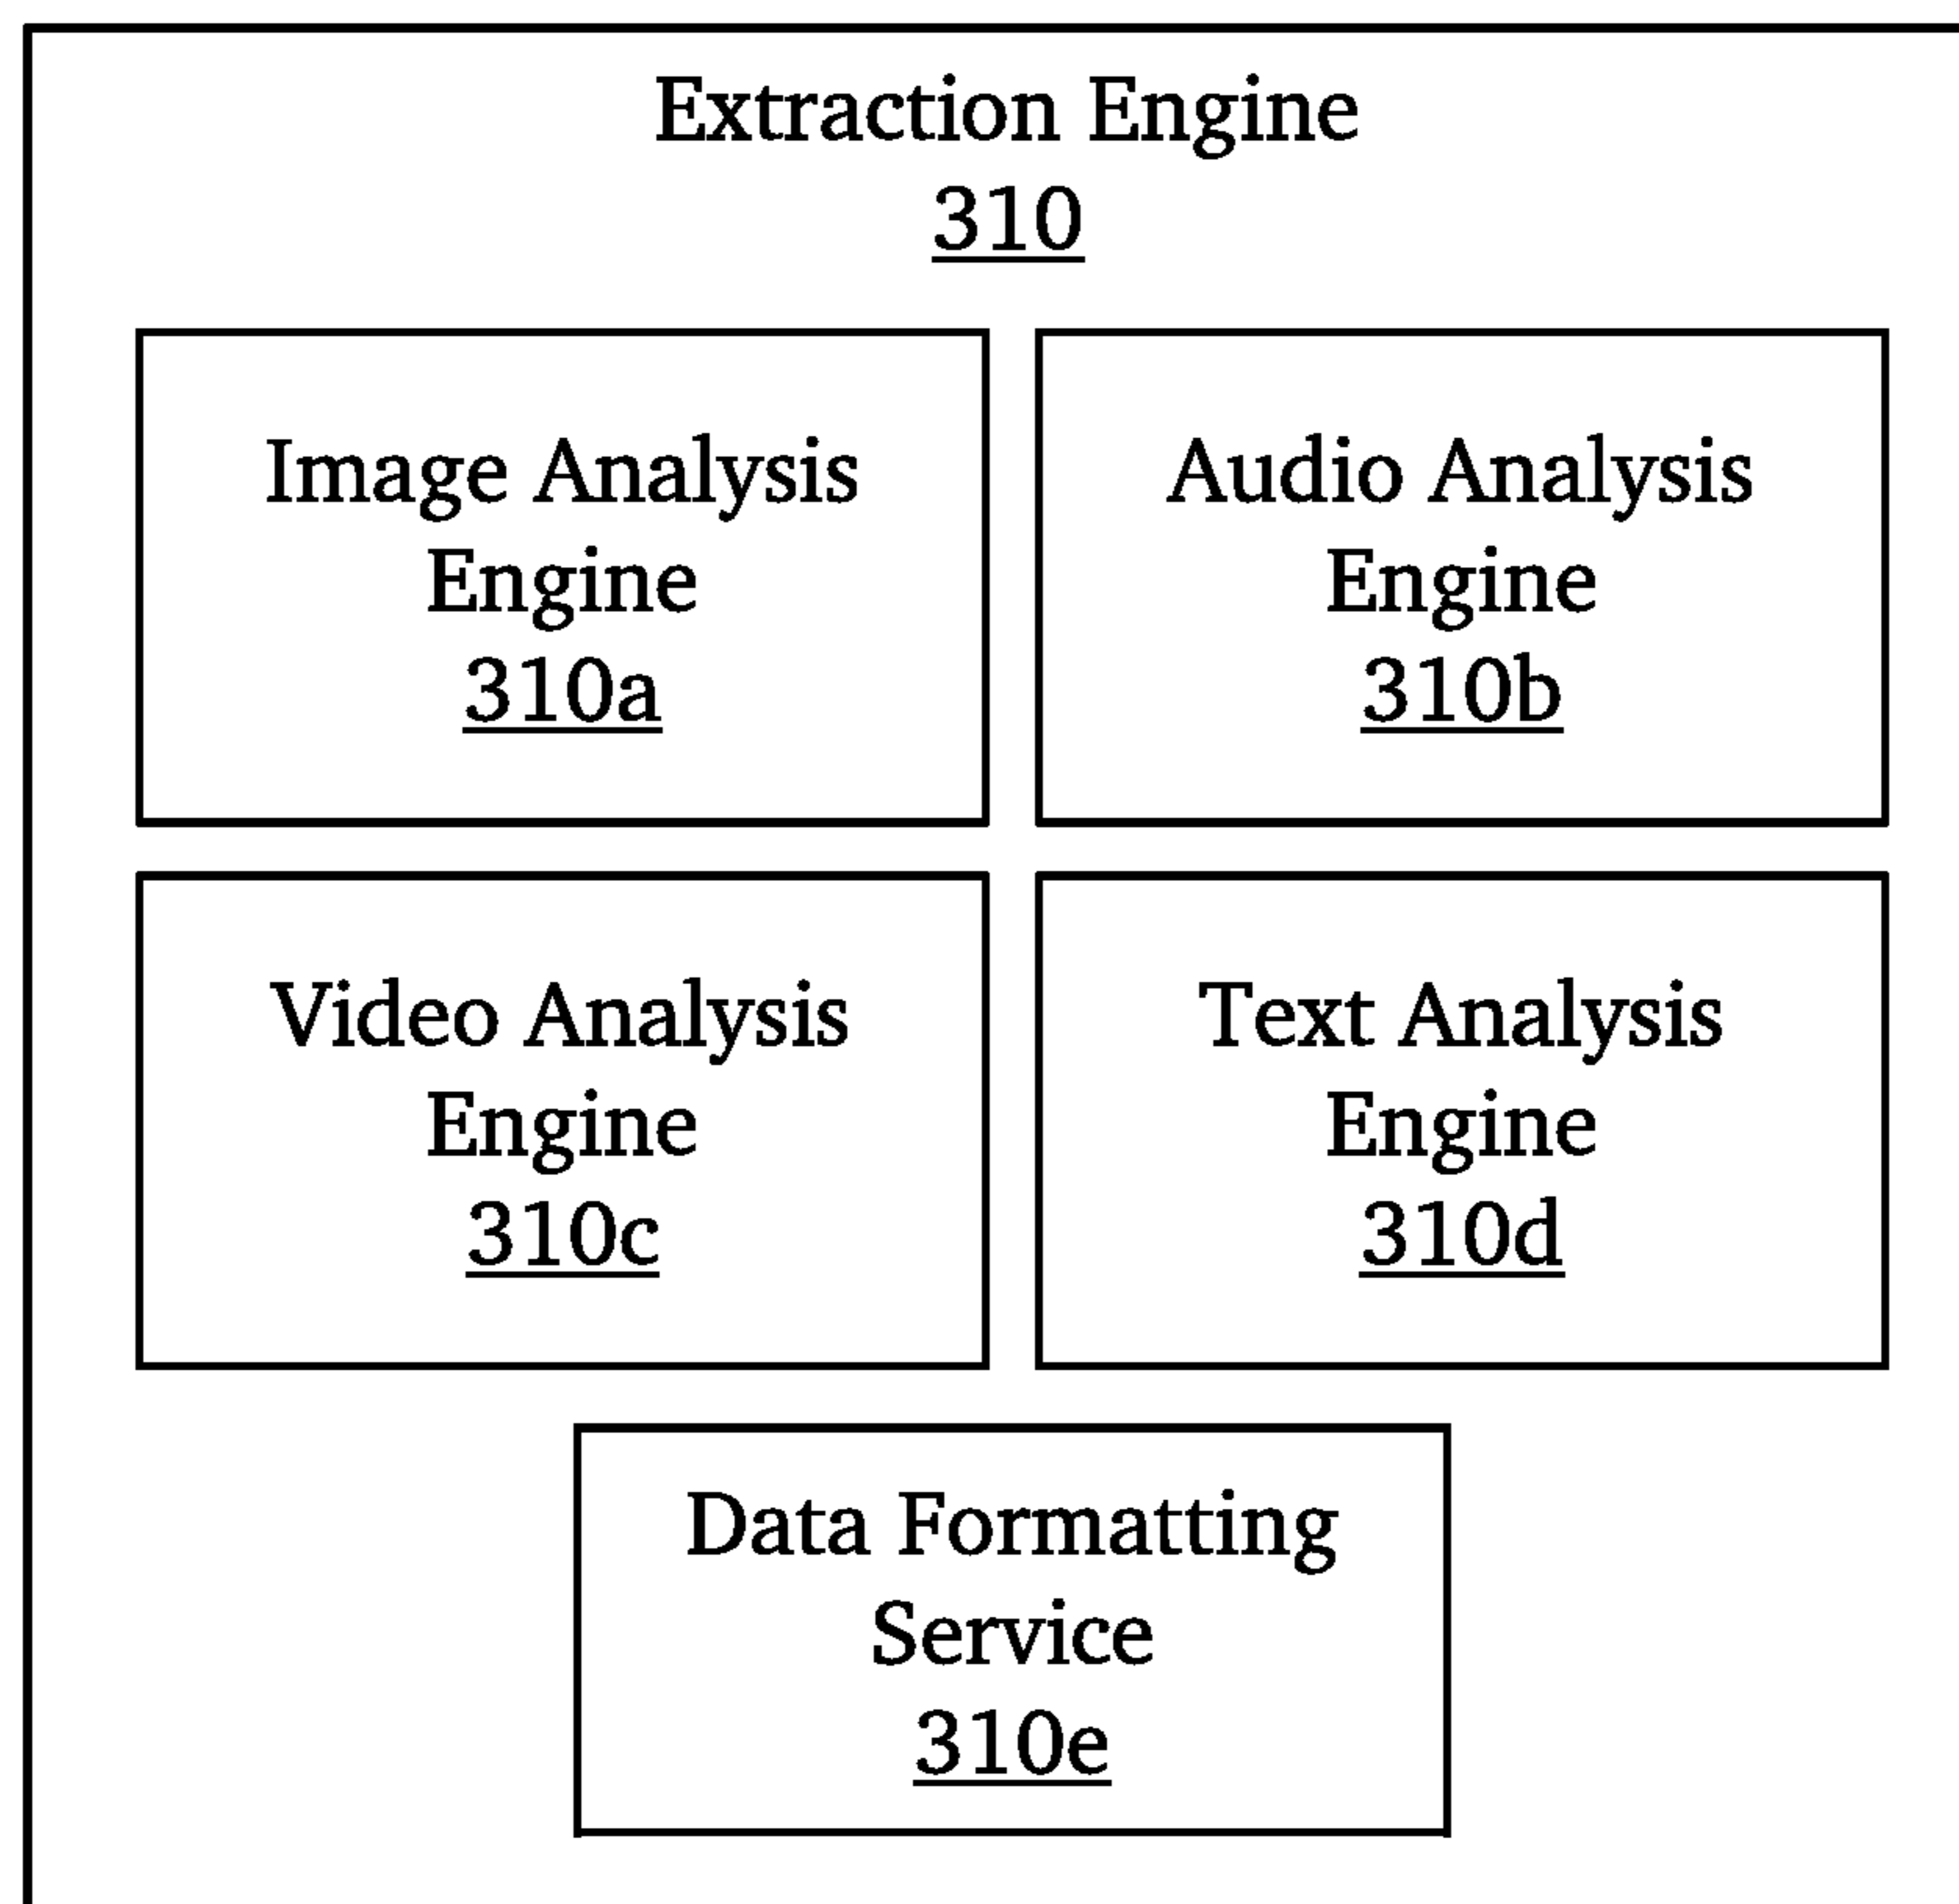 Extraction Engine
310
Image Analysis
Engine
310a
Audio Analysis
Engine
310b
Video Analysis
Engine
310c
Text Analysis
Engine
310d
Data Formatting
Service
310e